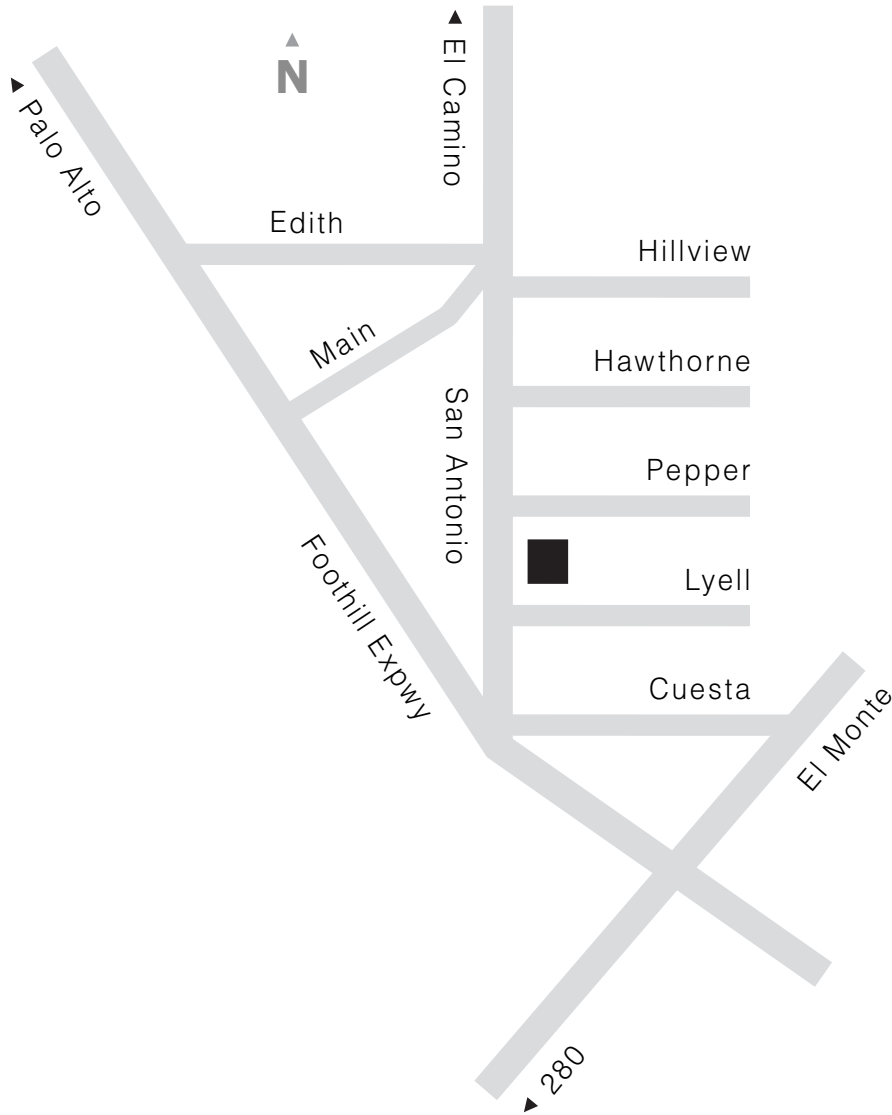 El Camino
N
Palo Alto
Edith
Hillview
Main
Hawthorne
San Antonio
Pepper
Foothill Expwy
Lyell
Cuesta
El Monte
280